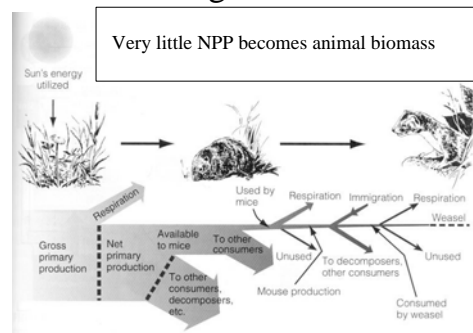 Very little NPP becomes animal biomass
Sun's energy
utilized
Respiration
Gross
primary
production
Net
primary
production
Available
to mice
To other
consumers,
decomposers,
etc.
To other
consumers
Used by
mice
Respiration
Immigration
Respiration
Weasel
Unused
Mouse production
To decomposers,
other consumers
Unused
Consumed
by weasel